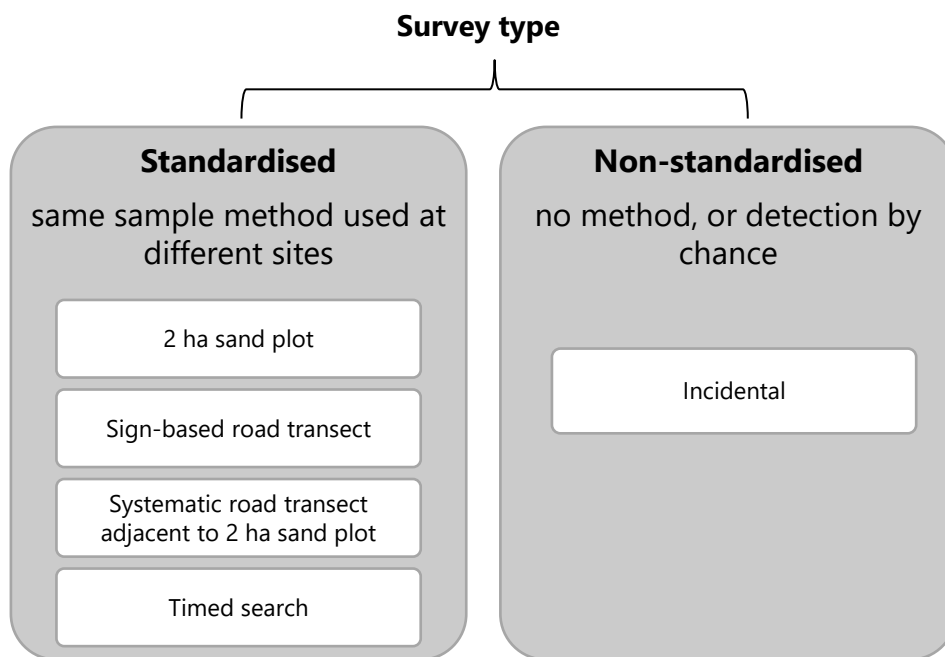 Survey type
Standardised
same sample method used at
different sites
2 ha sand plot
Sign-based road transect
Systematic road transect
adjacent to 2 ha sand plot
Timed search
Non-standardised
no method, or detection by
chance
Incidental